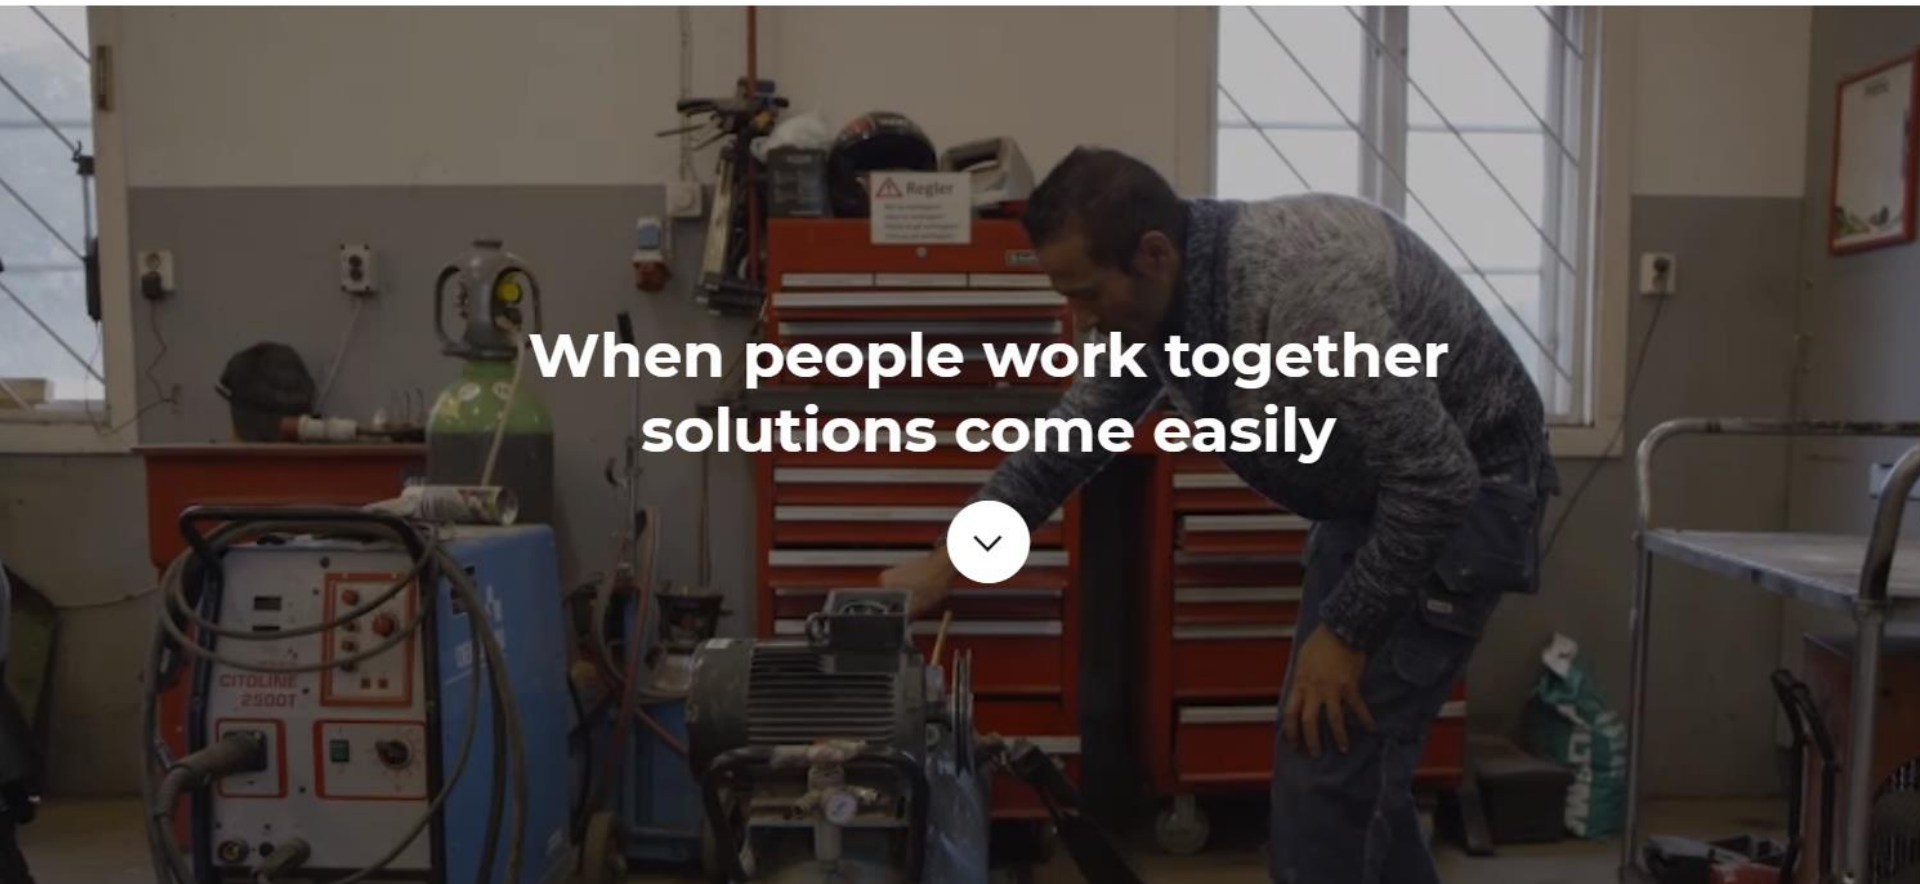 Regler
When people work together
solutions come easily
CITOLINE
2500T